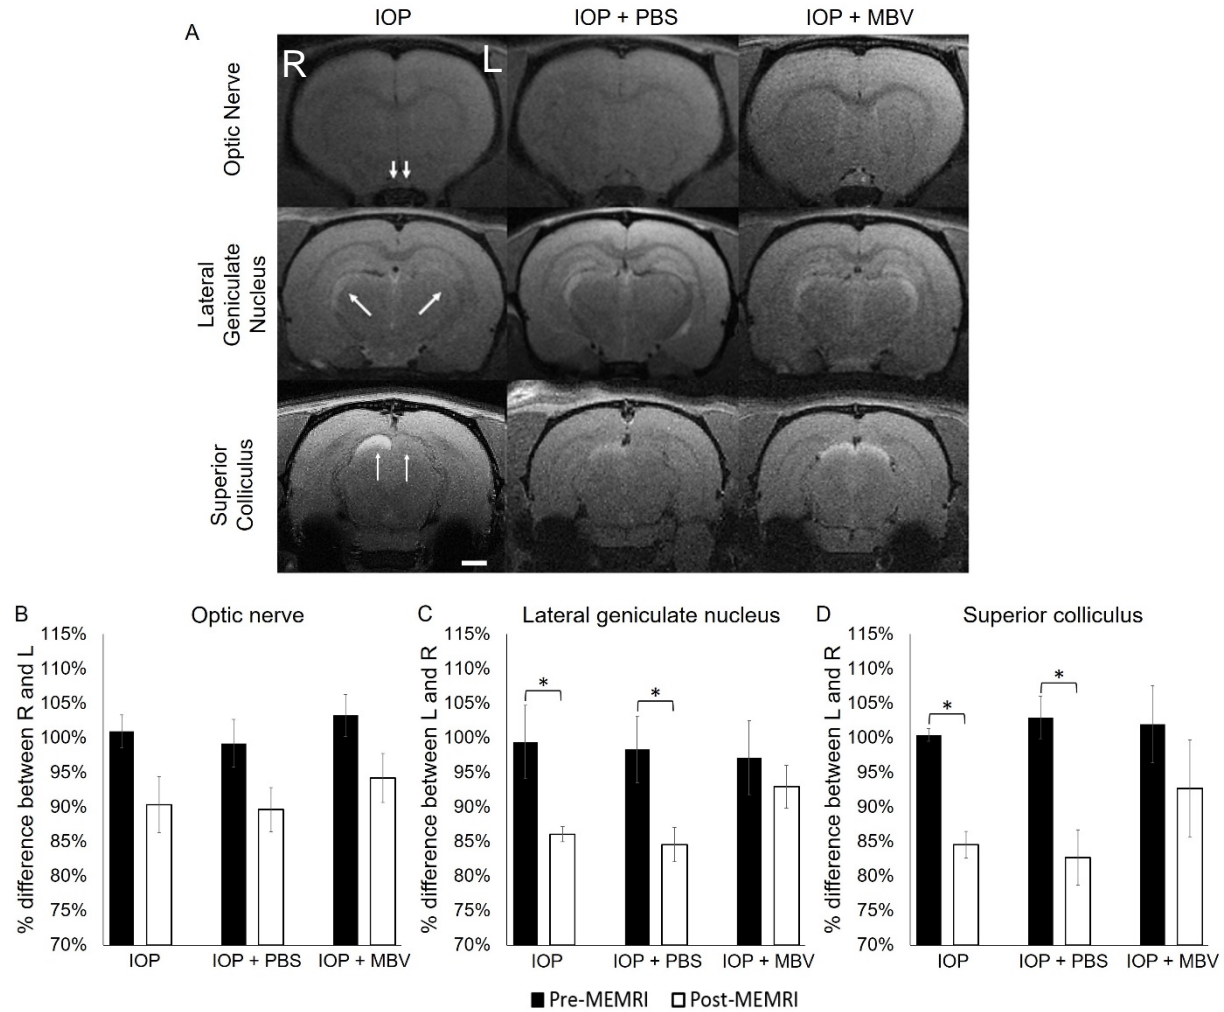 A
IOP
IOP + PBS
IOP + MBV
R
L
Optic Nerve
Lateral
Geniculate
Nucleus
Superior
Colliculus
B
Optic nerve
% difference between R and L
115%
110%
105%
100%
95%
90%
85%
80%
75%
70%
IOP
IOP + PBS
IOP + MBV
C
Lateral geniculate nucleus
% difference between L and R
115%
110%
105%
100%
95%
90%
85%
80%
75%
70%
*
*
IOP
IOP + PBS
IOP + MBV
D
Superior colliculus
% difference between L and R
115%
110%
105%
100%
95%
90%
85%
80%
75%
70%
*
*
IOP
IOP + PBS
IOP + MBV
Pre-MEMRI
Post-MEMRI